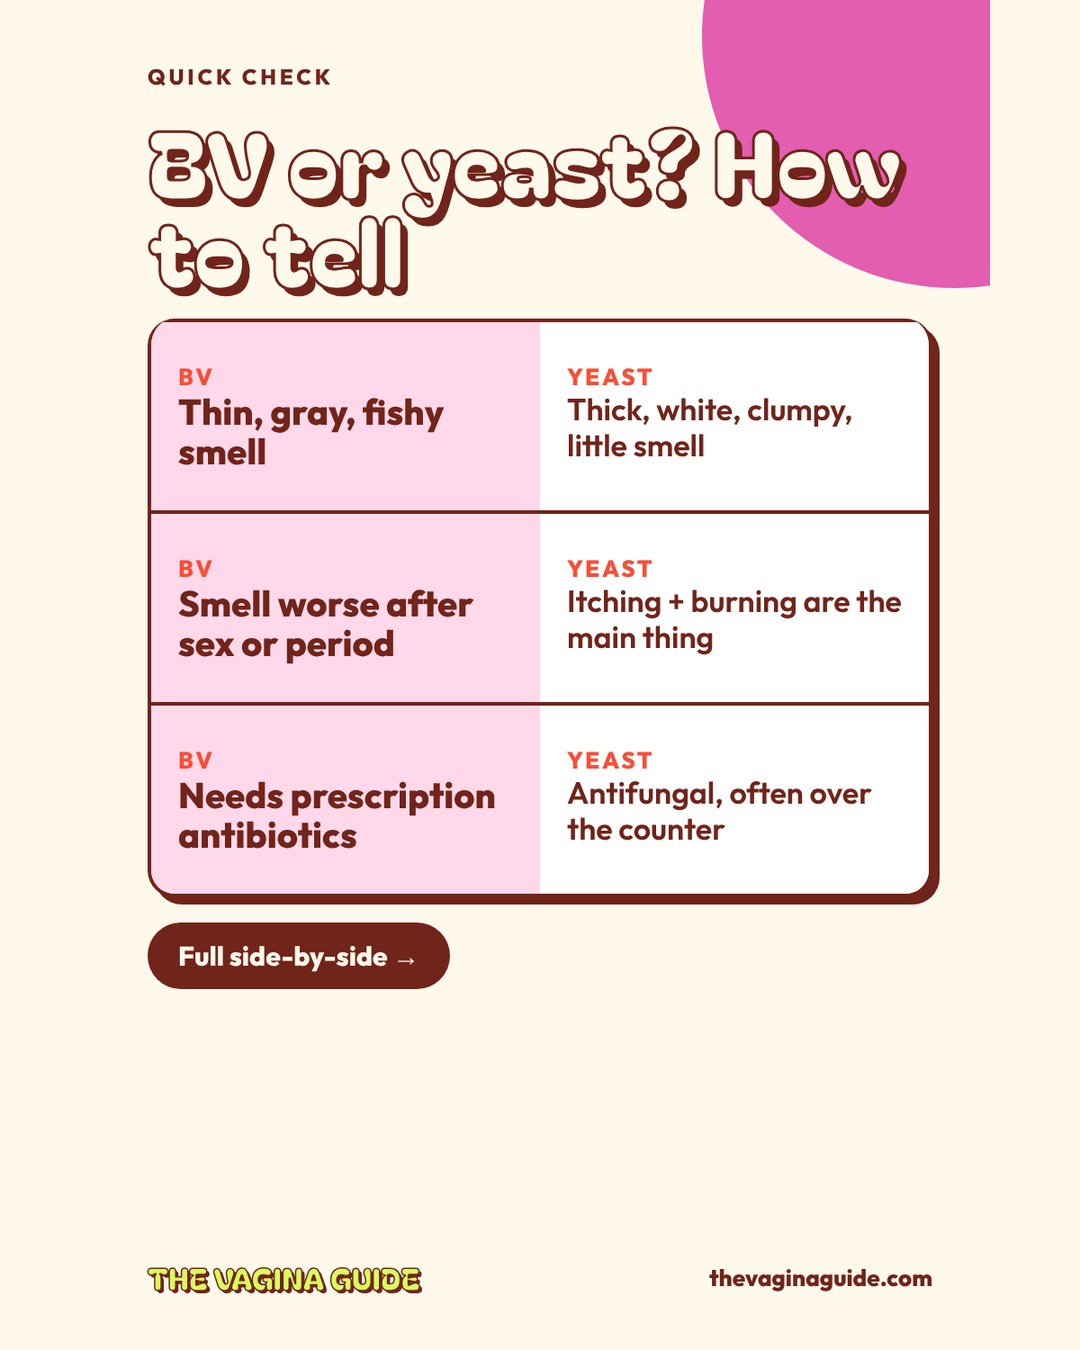 QUICK CHECK
BV or yeast? How
to tell
BV
Thin, gray, fishy
smell
YEAST
Thick, white, clumpy,
little smell
BV
Smell worse after
sex or period
YEAST
Itching + burning are the
main thing
BV
Needs prescription
antibiotics
YEAST
Antifungal, often over
the counter
Full side-by-side →
THE VAGINA GUIDE
thevaginaguide.com